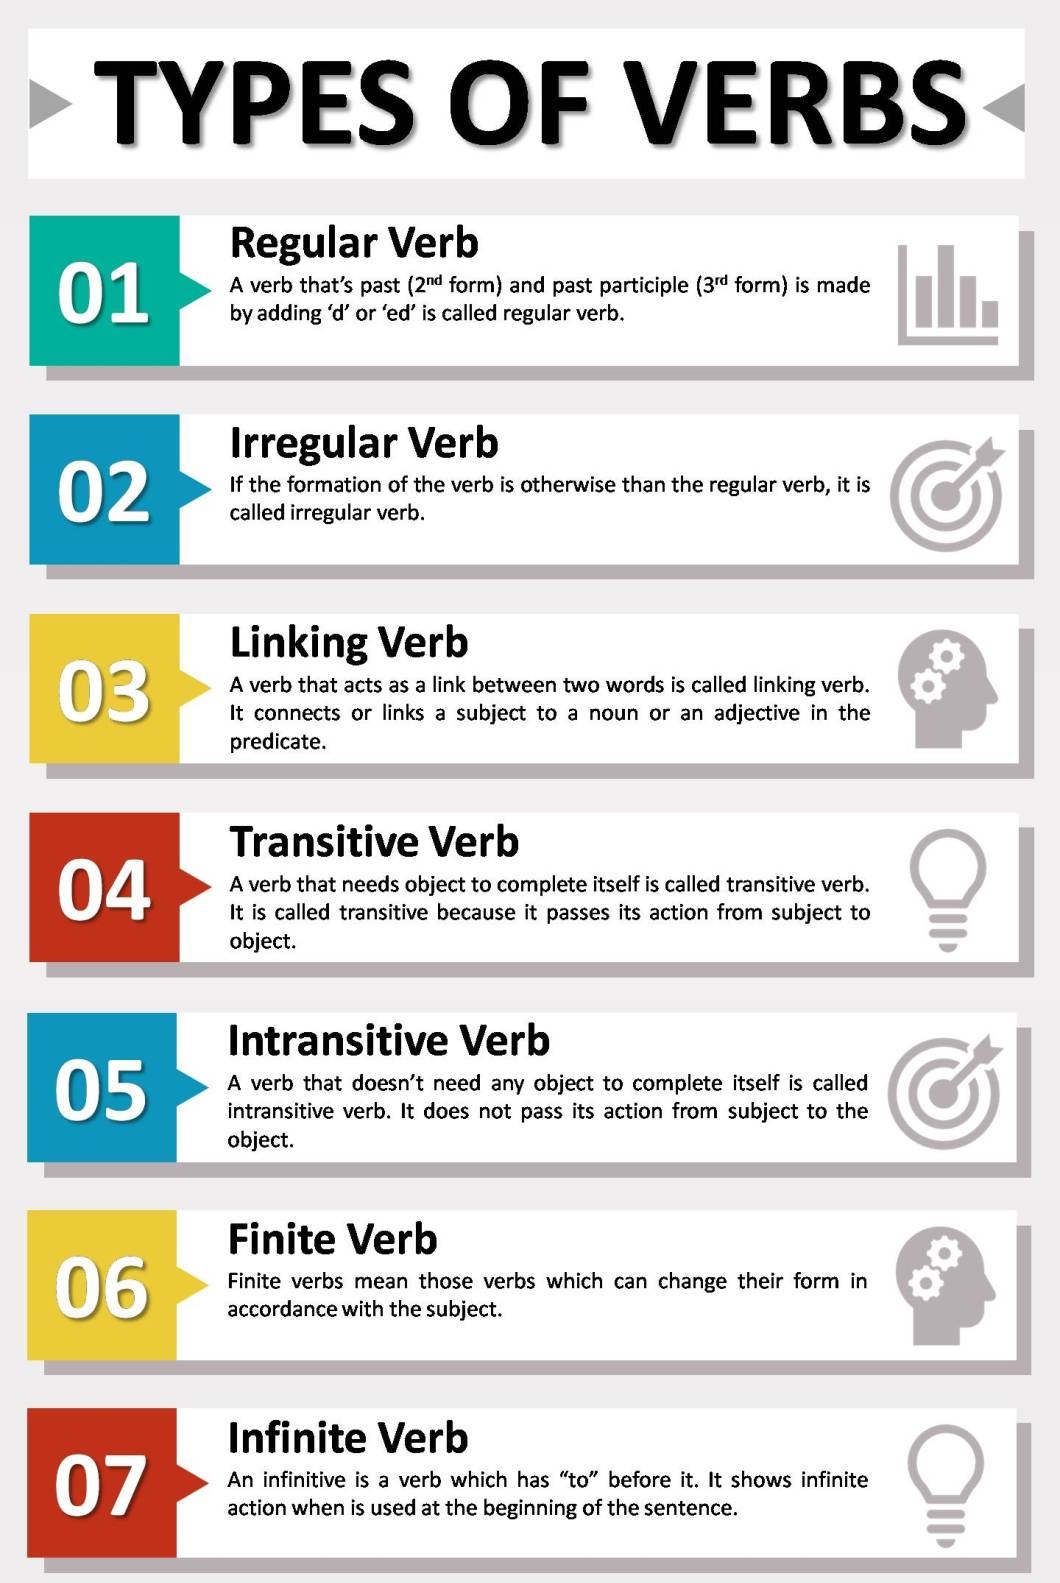 TYPES OF VERBS
01
Regular Verb
A verb that’s past (2nd form) and past participle (3rd form) is made
by adding ‘d’ or ‘ed’ is called regular verb.
02
Irregular Verb
If the formation of the verb is otherwise than the regular verb, it is
called irregular verb.
03
Linking Verb
A verb that acts as a link between two words is called linking verb.
It connects or links a subject to a noun or an adjective in the
predicate.
04
Transitive Verb
A verb that needs object to complete itself is called transitive verb.
It is called transitive because it passes its action from subject to
object.
05
Intransitive Verb
A verb that doesn’t need any object to complete itself is called
intransitive verb. It does not pass its action from subject to the
object.
06
Finite Verb
Finite verbs mean those verbs which can change their form in
accordance with the subject.
07
Infinite Verb
An infinitive is a verb which has “to” before it. It shows infinite
action when is used at the beginning of the sentence.